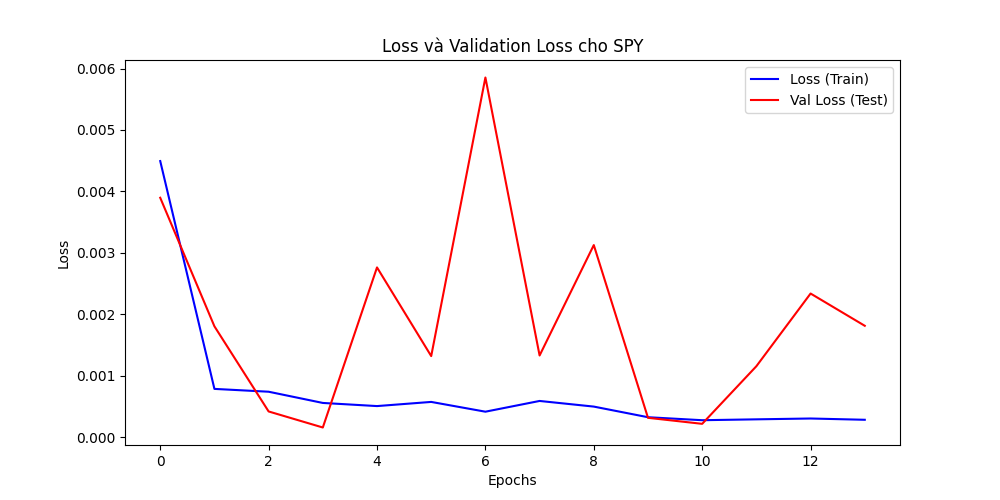 Loss và Validation Loss cho SPY
Loss (Train)
Val Loss (Test)
0.006
0.005
0.004
0.003
0.002
0.001
0.000
Loss
0 2 4 6 8 10 12
Epochs